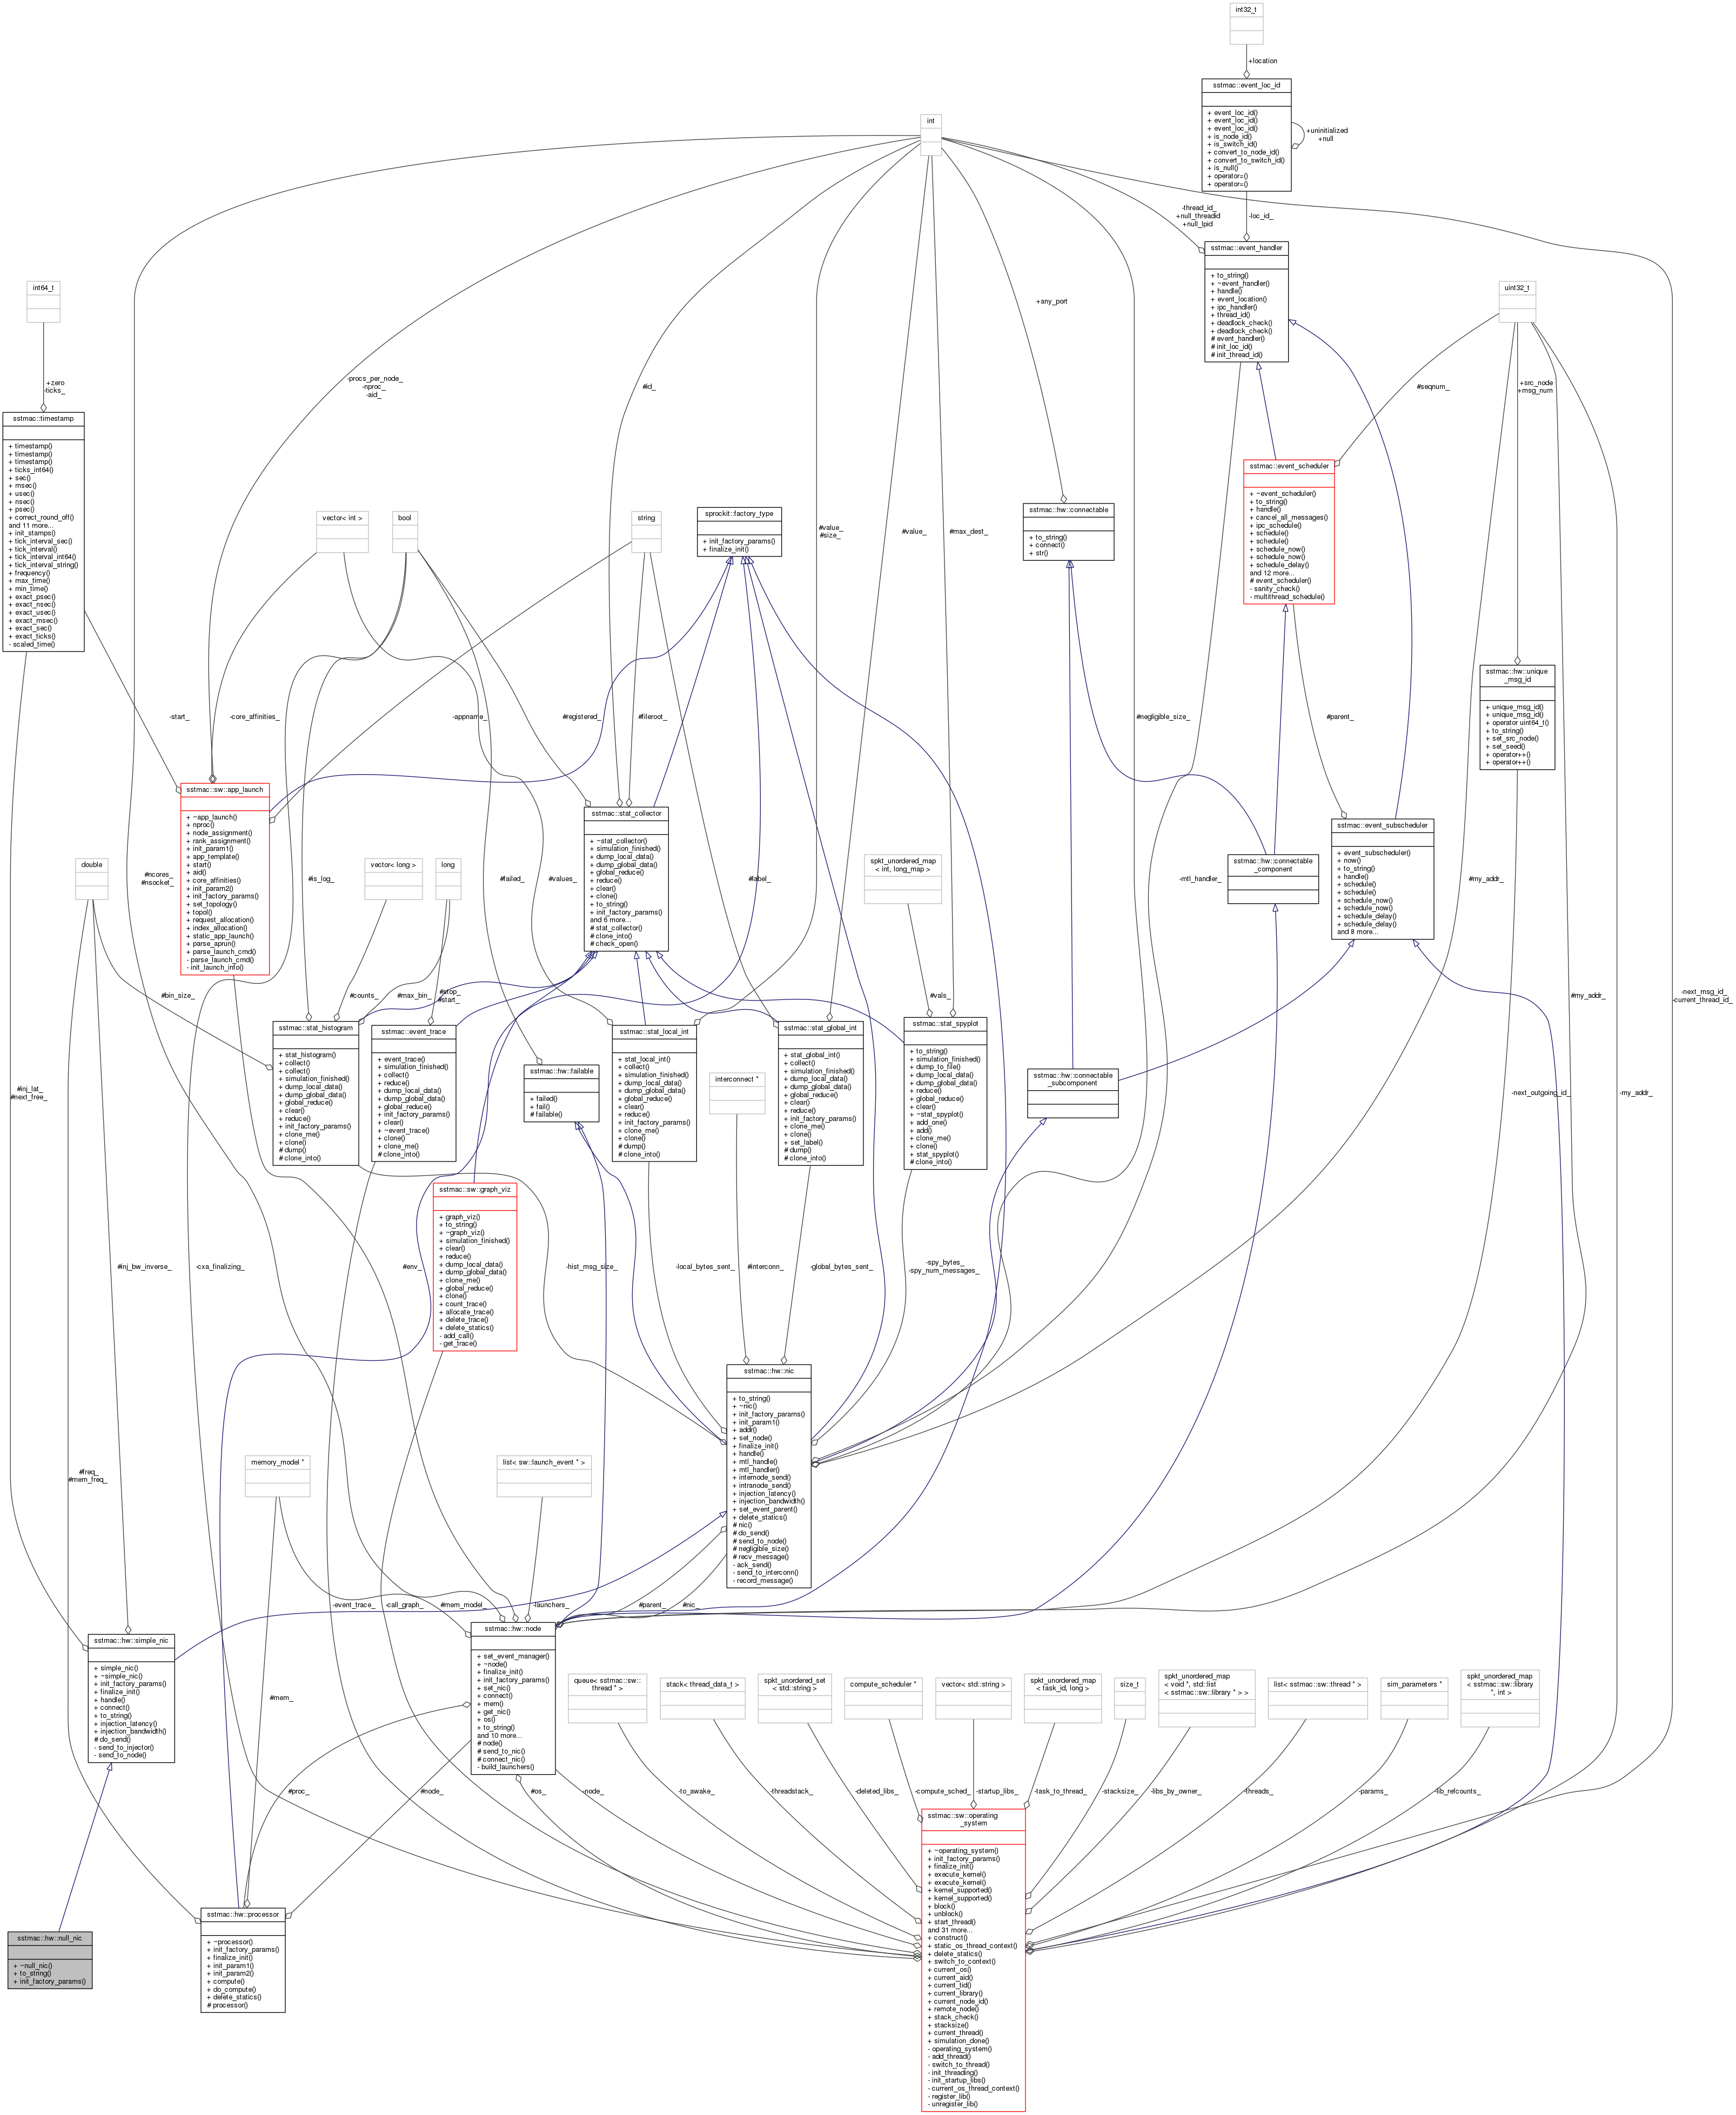 int32_t
+location
sstmac::event_loc_id
+ event_loc_id()
+ event_loc_id()
+ event_loc_id()
+ is_node_id()
+ is_switch_id()
+ convert_to_node_id()
+ convert_to_switch_id()
+ is_null()
+ operator=()
+ operator=()
+uninitialized
+null
int
-thread_id_
+null_threadid
+null_lpid
-loc_id_
sstmac::event_handler
+ to_string()
+ ~event_handler()
+ handle()
+ event_location()
+ ipc_handler()
+ thread_id()
+ deadlock_check()
+ deadlock_check()
# event_handler()
# init_loc_id()
# init_thread_id()
int64_t
uint32_t
+any_port
+zero
-ticks_
-procs_per_node_
-nproc_
-aid_
#id_
#seqnum_
+src_node
+msg_num
sstmac::timestamp
+ timestamp()
+ timestamp()
+ timestamp()
+ ticks_int64()
+ sec()
+ msec()
+ usec()
+ nsec()
+ psec()
+ correct_round_off()
and 11 more...
+ init_stamps()
+ tick_interval_sec()
+ tick_interval()
+ tick_interval_int64()
+ tick_interval_string()
+ frequency()
+ max_time()
+ min_time()
+ exact_psec()
+ exact_nsec()
+ exact_usec()
+ exact_msec()
+ exact_sec()
+ exact_ticks()
- scaled_time()
sstmac::event_scheduler
+ ~event_scheduler()
+ to_string()
+ handle()
+ cancel_all_messages()
+ ipc_schedule()
+ schedule()
+ schedule()
+ schedule_now()
+ schedule_now()
+ schedule_delay()
and 12 more...
# event_scheduler()
- sanity_check()
- multithread_schedule()
vector< int >
bool
string
sprockit::factory_type
+ init_factory_params()
+ finalize_init()
#value_
#size_
#value_
#max_dest_
sstmac::hw::connectable
+ to_string()
+ connect()
+ str()
sstmac::hw::unique
_msg_id
+ unique_msg_id()
+ unique_msg_id()
+ operator uint64_t()
+ to_string()
+ set_src_node()
+ set_seed()
+ operator++()
+ operator++()
-start_
-core_affinities_
-appname_
#registered_
#fileroot_
#negligible_size_
#parent_
sstmac::sw::app_launch
+ ~app_launch()
+ nproc()
+ node_assignment()
+ rank_assignment()
+ init_param1()
+ app_template()
+ start()
+ aid()
+ core_affinities()
+ init_param2()
+ init_factory_params()
+ set_topology()
+ topol()
+ request_allocation()
+ index_allocation()
+ static_app_launch()
+ parse_aprun()
+ parse_launch_cmd()
- parse_launch_cmd()
- init_launch_info()
sstmac::stat_collector
+ ~stat_collector()
+ simulation_finished()
+ dump_local_data()
+ dump_global_data()
+ global_reduce()
+ reduce()
+ clear()
+ clone()
+ to_string()
+ init_factory_params()
and 6 more...
# stat_collector()
# clone_into()
# check_open()
sstmac::event_subscheduler
+ event_subscheduler()
+ now()
+ to_string()
+ handle()
+ schedule()
+ schedule()
+ schedule_now()
+ schedule_now()
+ schedule_delay()
+ schedule_delay()
and 8 more...
sstmac::hw::connectable
_component
double
vector< long >
long
spkt_unordered_map
< int, long_map >
#ncores_
#nsocket_
#is_log_
#failed_
#values_
#label_
-mtl_handler_
#my_addr_
#bin_size_
#counts_
#max_bin_
#stop_
#start_
#vals_
#my_addr_
-next_msg_id_
-current_thread_id_
sstmac::stat_histogram
+ stat_histogram()
+ collect()
+ collect()
+ simulation_finished()
+ dump_local_data()
+ dump_global_data()
+ global_reduce()
+ clear()
+ reduce()
+ init_factory_params()
+ clone_me()
+ clone()
# dump()
# clone_into()
sstmac::event_trace
+ event_trace()
+ simulation_finished()
+ collect()
+ reduce()
+ dump_local_data()
+ dump_global_data()
+ global_reduce()
+ init_factory_params()
+ clear()
+ ~event_trace()
+ clone()
+ clone_me()
# clone_into()
sstmac::hw::failable
+ failed()
+ fail()
# failable()
sstmac::stat_local_int
+ stat_local_int()
+ collect()
+ simulation_finished()
+ dump_local_data()
+ dump_global_data()
+ global_reduce()
+ clear()
+ reduce()
+ init_factory_params()
+ clone_me()
+ clone()
# dump()
# clone_into()
interconnect *
sstmac::stat_global_int
+ stat_global_int()
+ collect()
+ simulation_finished()
+ dump_local_data()
+ dump_global_data()
+ global_reduce()
+ clear()
+ reduce()
+ init_factory_params()
+ clone_me()
+ clone()
+ set_label()
# dump()
# clone_into()
sstmac::stat_spyplot
+ to_string()
+ simulation_finished()
+ dump_to_file()
+ dump_local_data()
+ dump_global_data()
+ reduce()
+ global_reduce()
+ clear()
+ ~stat_spyplot()
+ add_one()
+ add()
+ clone_me()
+ clone()
+ stat_spyplot()
# clone_into()
sstmac::hw::connectable
_subcomponent
#inj_lat_
#next_free_
-next_outgoing_id_
-my_addr_
sstmac::sw::graph_viz
+ graph_viz()
+ to_string()
+ ~graph_viz()
+ simulation_finished()
+ clear()
+ reduce()
+ dump_local_data()
+ dump_global_data()
+ clone_me()
+ global_reduce()
+ clone()
+ count_trace()
+ allocate_trace()
+ delete_trace()
+ delete_statics()
- add_call()
- get_trace()
#inj_bw_inverse_
-cxa_finalizing_
#env_
-hist_msg_size_
-local_bytes_sent_
#interconn_
-global_bytes_sent_
-spy_bytes_
-spy_num_messages_
sstmac::hw::nic
+ to_string()
+ ~nic()
+ init_factory_params()
+ init_param1()
+ addr()
+ set_node()
+ finalize_init()
+ handle()
+ mtl_handle()
+ mtl_handler()
+ internode_send()
+ intranode_send()
+ injection_latency()
+ injection_bandwidth()
+ set_event_parent()
+ delete_statics()
# nic()
# do_send()
# send_to_node()
# negligible_size()
# recv_message()
- ack_send()
- send_to_interconn()
- record_message()
#freq_
#mem_freq_
memory_model *
list< sw::launch_event * >
-event_trace_
-call_graph_
#mem_model_
-launchers_
#parent_
#nic_
sstmac::hw::simple_nic
+ simple_nic()
+ ~simple_nic()
+ init_factory_params()
+ finalize_init()
+ handle()
+ connect()
+ to_string()
+ injection_latency()
+ injection_bandwidth()
# do_send()
- send_to_injector()
- send_to_node()
sstmac::hw::node
+ set_event_manager()
+ ~node()
+ finalize_init()
+ init_factory_params()
+ set_nic()
+ connect()
+ mem()
+ get_nic()
+ os()
+ to_string()
and 10 more...
# node()
# send_to_nic()
# connect_nic()
- build_launchers()
#mem_
queue< sstmac::sw::
thread * >
stack< thread_data_t >
spkt_unordered_set
< std::string >
compute_scheduler *
vector< std::string >
spkt_unordered_map
< task_id, long >
size_t
spkt_unordered_map
< void *, std::list
< sstmac::sw::library * > >
list< sstmac::sw::thread * >
sim_parameters *
spkt_unordered_map
< sstmac::sw::library
*, int >
#proc_
#node_
#os_
-node_
-to_awake_
-threadstack_
-deleted_libs_
-compute_sched_
-startup_libs_
-task_to_thread_
-stacksize_
-libs_by_owner_
-threads_
-params_
-lib_refcounts_
sstmac::hw::null_nic
+ ~null_nic()
+ to_string()
+ init_factory_params()
sstmac::hw::processor
+ ~processor()
+ init_factory_params()
+ finalize_init()
+ init_param1()
+ init_param2()
+ compute()
+ do_compute()
+ delete_statics()
# processor()
sstmac::sw::operating
_system
+ ~operating_system()
+ init_factory_params()
+ finalize_init()
+ execute_kernel()
+ execute_kernel()
+ kernel_supported()
+ kernel_supported()
+ block()
+ unblock()
+ start_thread()
and 31 more...
+ construct()
+ static_os_thread_context()
+ delete_statics()
+ switch_to_context()
+ current_os()
+ current_aid()
+ current_tid()
+ current_library()
+ current_node_id()
+ remote_node()
+ stack_check()
+ stacksize()
+ current_thread()
+ simulation_done()
- operating_system()
- add_thread()
- switch_to_thread()
- init_threading()
- init_startup_libs()
- current_os_thread_context()
- register_lib()
- unregister_lib()